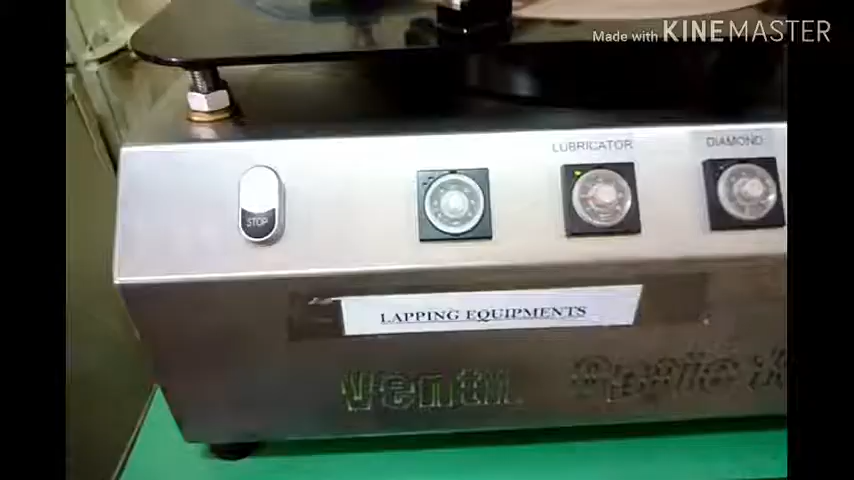 Made with KINEMASTER
LUBRICATOR
DIAMOND
STOP
LAPPING EQUIPMENTS